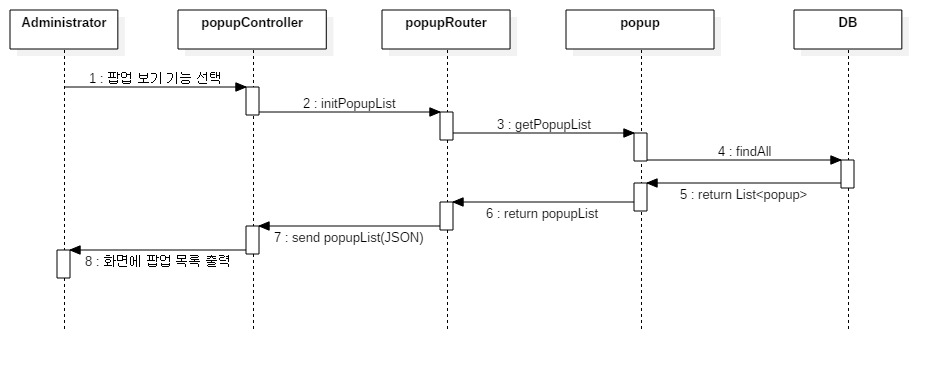 Administrator
popupController
popupRouter
popup
DB
1 : 팝업 보기 기능 선택
2 : initPopupList
3 : getPopupList
4 : findAll
5 : return List<popup>
6 : return popupList
7 : send popupList(JSON)
8 : 화면에 팝업 목록 출력